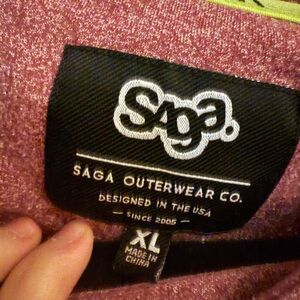 Saga.
SAGA OUTERWEAR CO.
DESIGNED IN THE USA
SINCE 2005
XL
MADE IN
CHINA